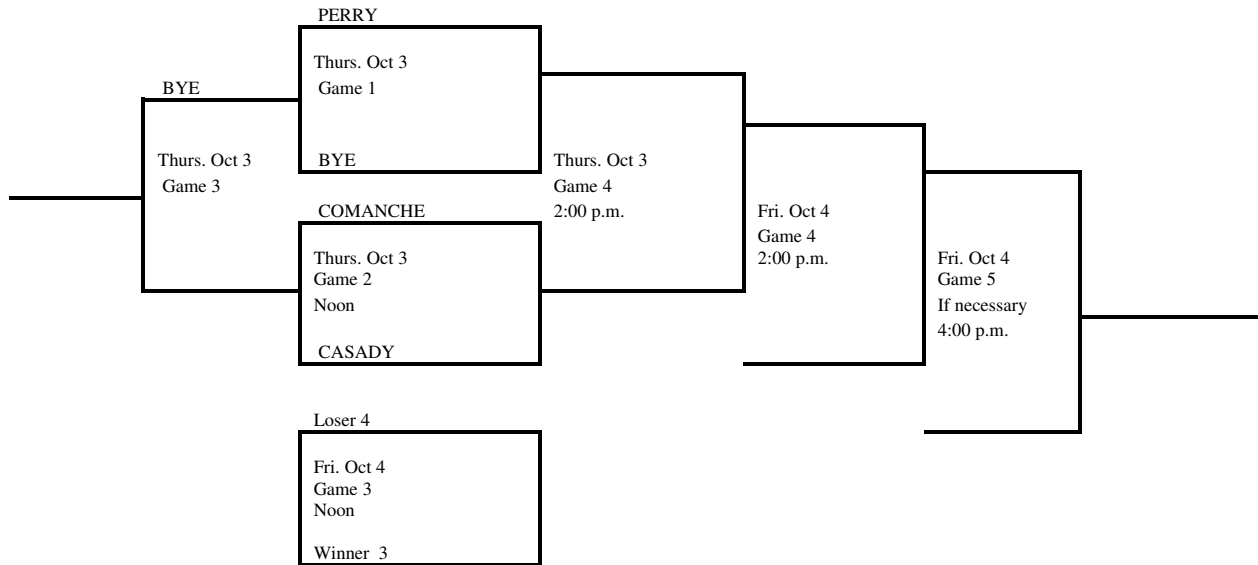 PERRY
Thurs. Oct 3
Game 1
BYE
BYE
Thurs. Oct 3
Game 3
COMANCHE
Thurs. Oct 3
Game 2
Noon
CASADY
Thurs. Oct 3
Game 4
2:00 p.m.
Fri. Oct 4
Game 4
2:00 p.m.
Fri. Oct 4
Game 5
If necessary
4:00 p.m.
Loser 4
Fri. Oct 4
Game 3
Noon
Winner 3